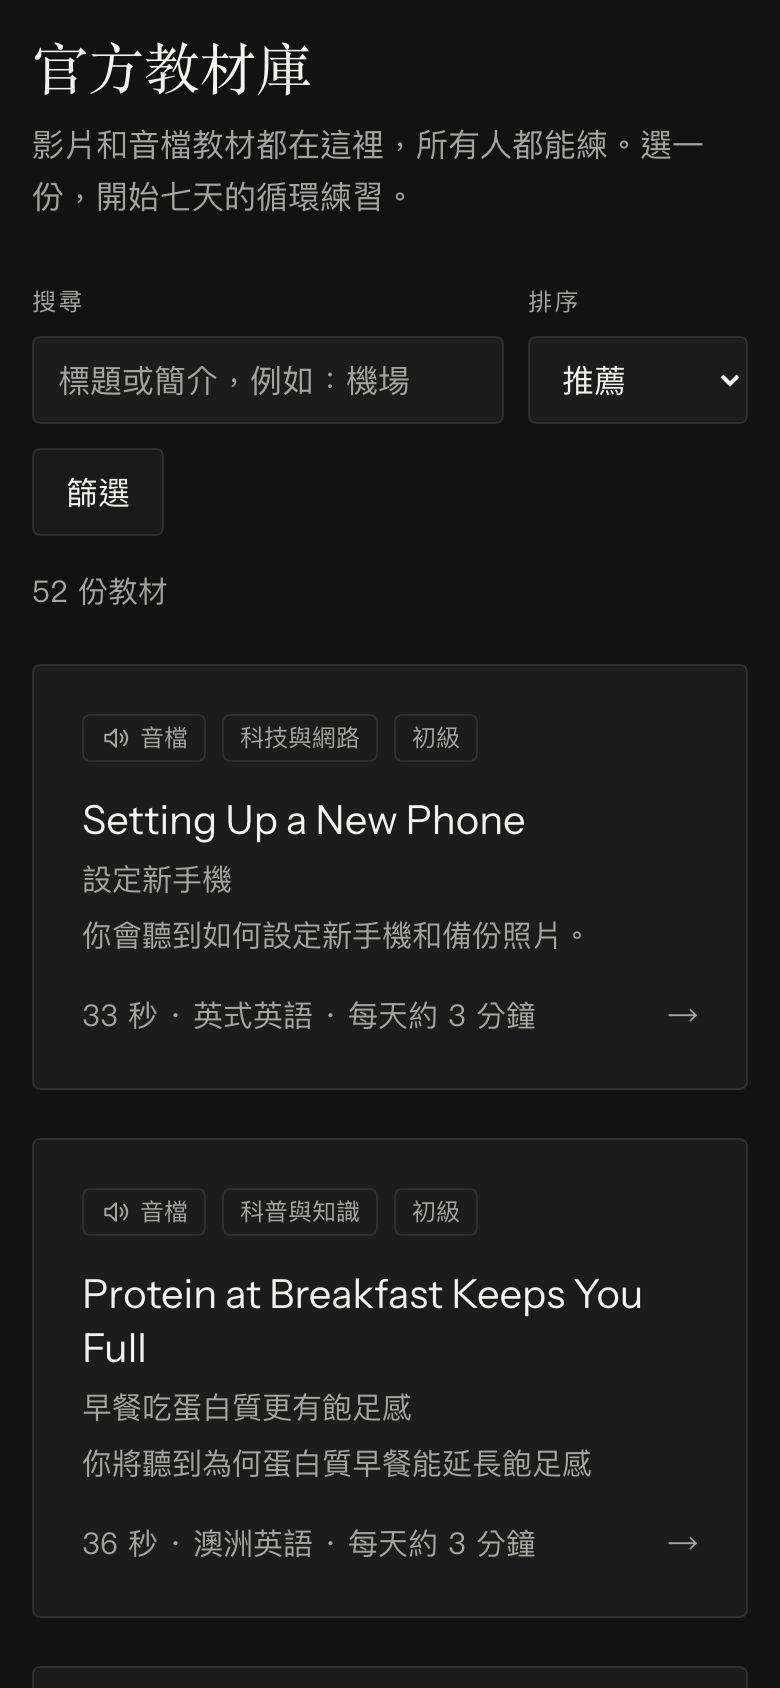 官方教材庫
影片和音檔教材都在這裡，所有人都能練。選一
份，開始七天的循環練習。
搜尋
排序
標題或簡介，例如：機場
推薦
篩選
52 份教材
音檔
科技與網路
初級
Setting Up a New Phone
設定新手機
你會聽到如何設定新手機和備份照片。
33 秒 · 英式英語 · 每天約 3 分鐘 →
音檔
科普與知識
初級
Protein at Breakfast Keeps You
Full
早餐吃蛋白質更有飽足感
你將聽到為何蛋白質早餐能延長飽足感
36 秒 · 澳洲英語 · 每天約 3 分鐘 →